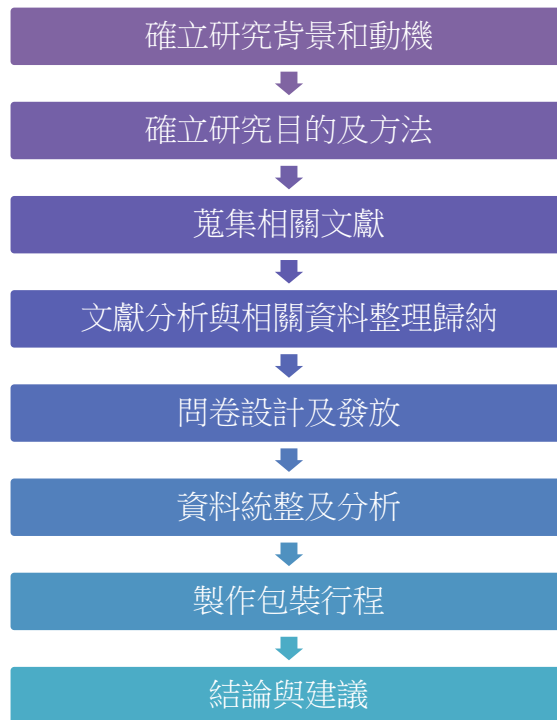 確立研究背景和動機
確立研究目的及方法
蒐集相關文獻
文獻分析與相關資料整理歸納
問卷設計及發放
資料統整及分析
製作包裝行程
結論與建議